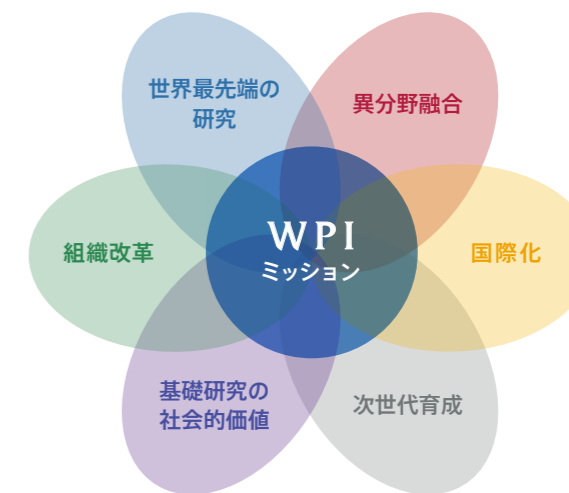 世界最先端の
研究
異分野融合
組織改革
WPI
ミッション
国際化
基礎研究の
社会的価値
次世代育成